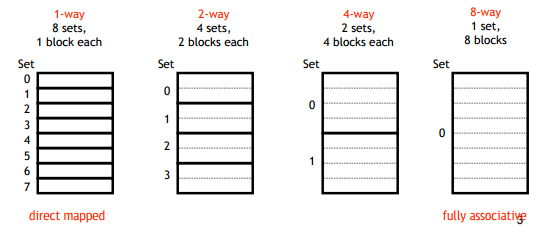 1-way
8 sets,
1 block each
Set
0
1
2
3
4
5
6
7
direct mapped
2-way
4 sets,
2 blocks each
Set
0
1
2
3
4-way
2 sets,
4 blocks each
Set
0
1
8-way
1 set,
8 blocks
Set
0
fully associative
3